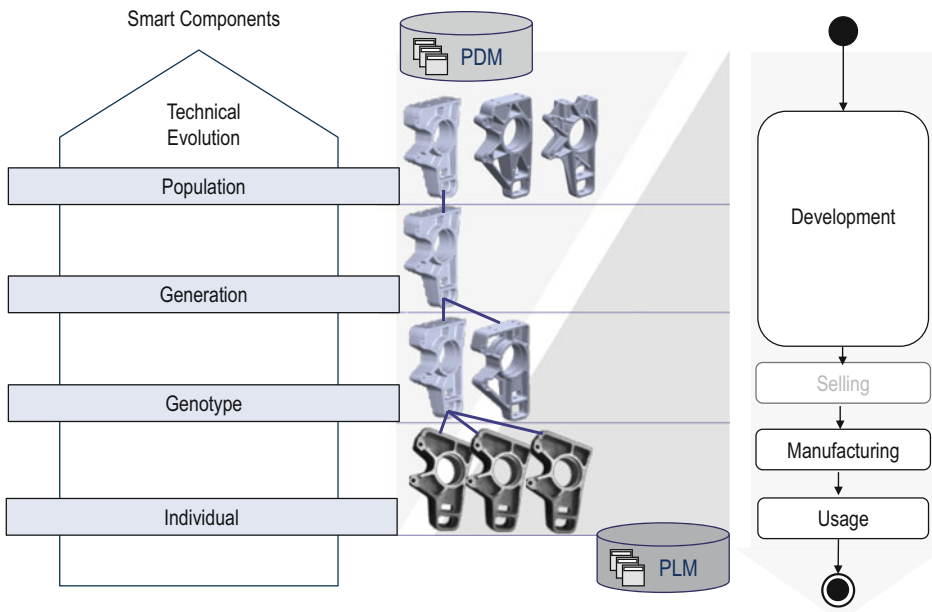 Smart Components
PDM
Technical
Evolution
Population
Development
Generation
Selling
Genotype
Manufacturing
Individual
Usage
PLM